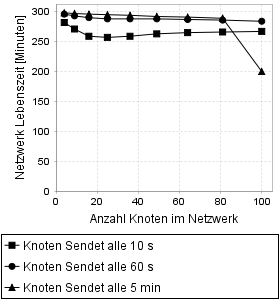 Netzwerk Lebenszeit [Minuten]
300
250
200
150
100
50
0
0
20
40
60
80
100
Anzahl Knoten im Netzwerk
Knoten Sendet alle 10 s
Knoten Sendet alle 60 s
Knoten Sendet alle 5 min